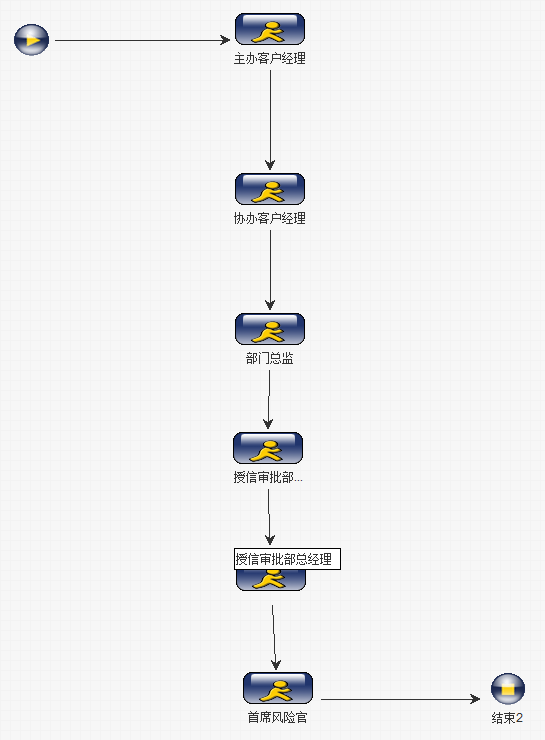 主办客户经理
协办客户经理
部门总监
授信审批部...
授信审批部总经理
首席风险官
结束2